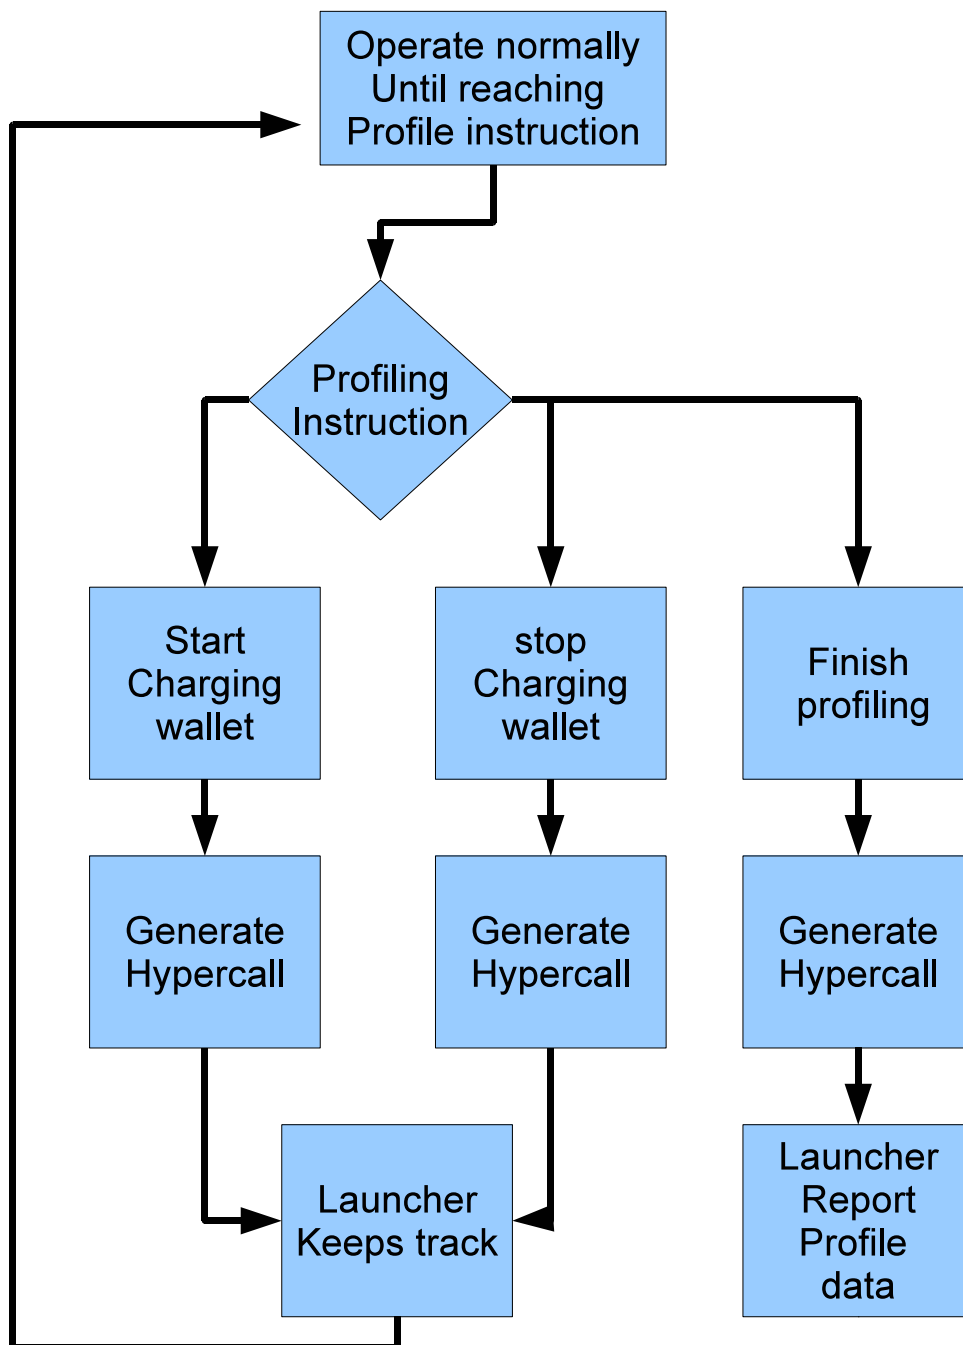 Operate normally
Until reaching
Profile instruction
Profiling
Instruction
Start
Charging
wallet
stop
Charging
wallet
Finish
profiling
Generate
Hypercall
Generate
Hypercall
Generate
Hypercall
Launcher
Keeps track
Launcher
Report
Profile
data